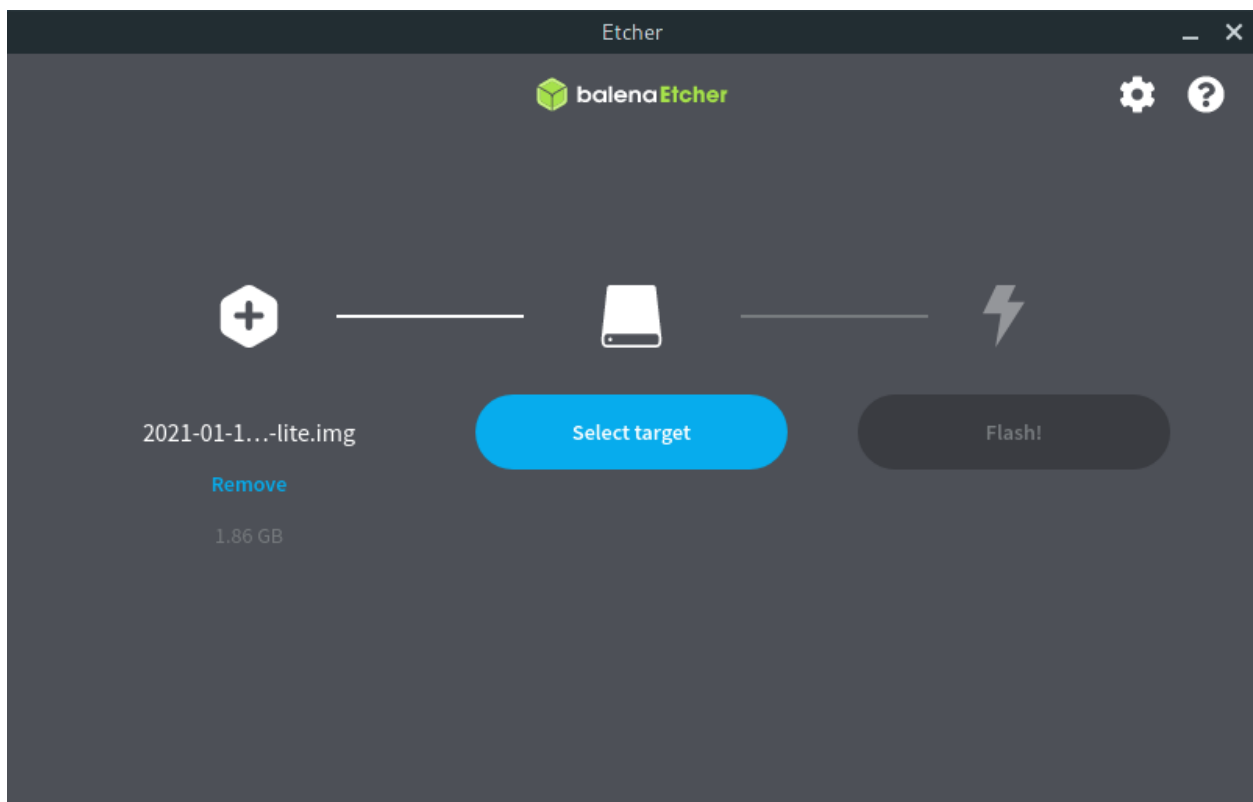 Etcher
balenaEtcher
2021-01-1...-lite.img
Select target
Flash!
Remove
1.86 GB